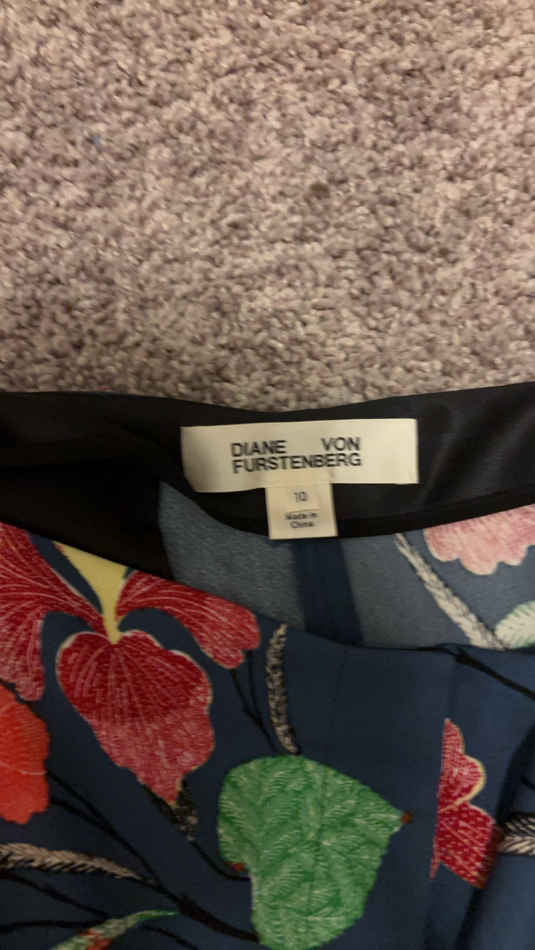 DIANE VON
FURSTENBERG
10
Made in
China